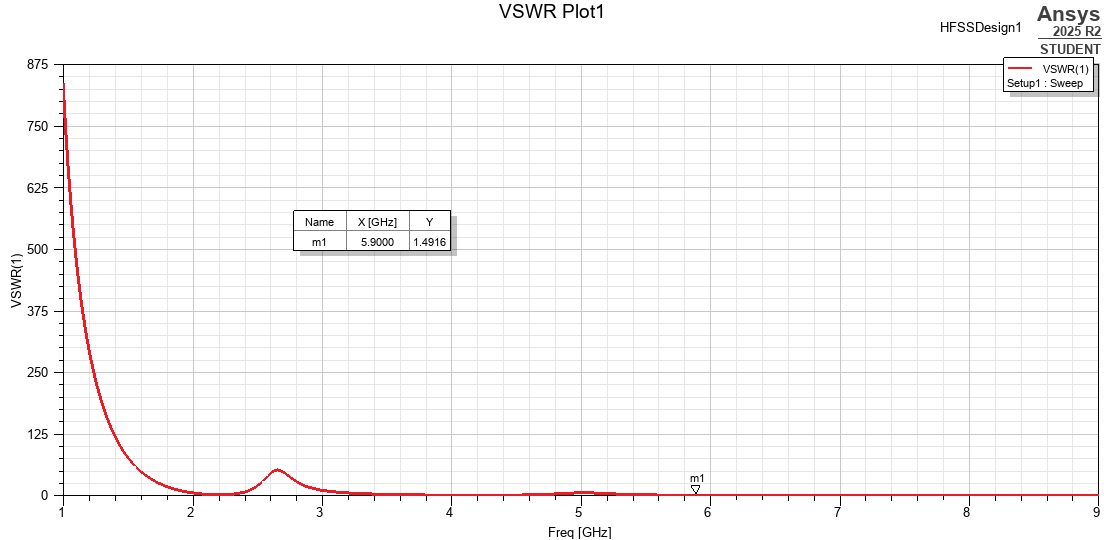 VSWR Plot1
HFSSDesign1
Ansys
2025 R2
STUDENT
VSWR(1)
Setup1 : Sweep
875
750
625
500
375
250
125
0
VSWR(1)
Name X [GHz] Y
m1 5.9000 1.4916
m1
1 2 3 4 5 6 7 8 9
Freq [GHz]